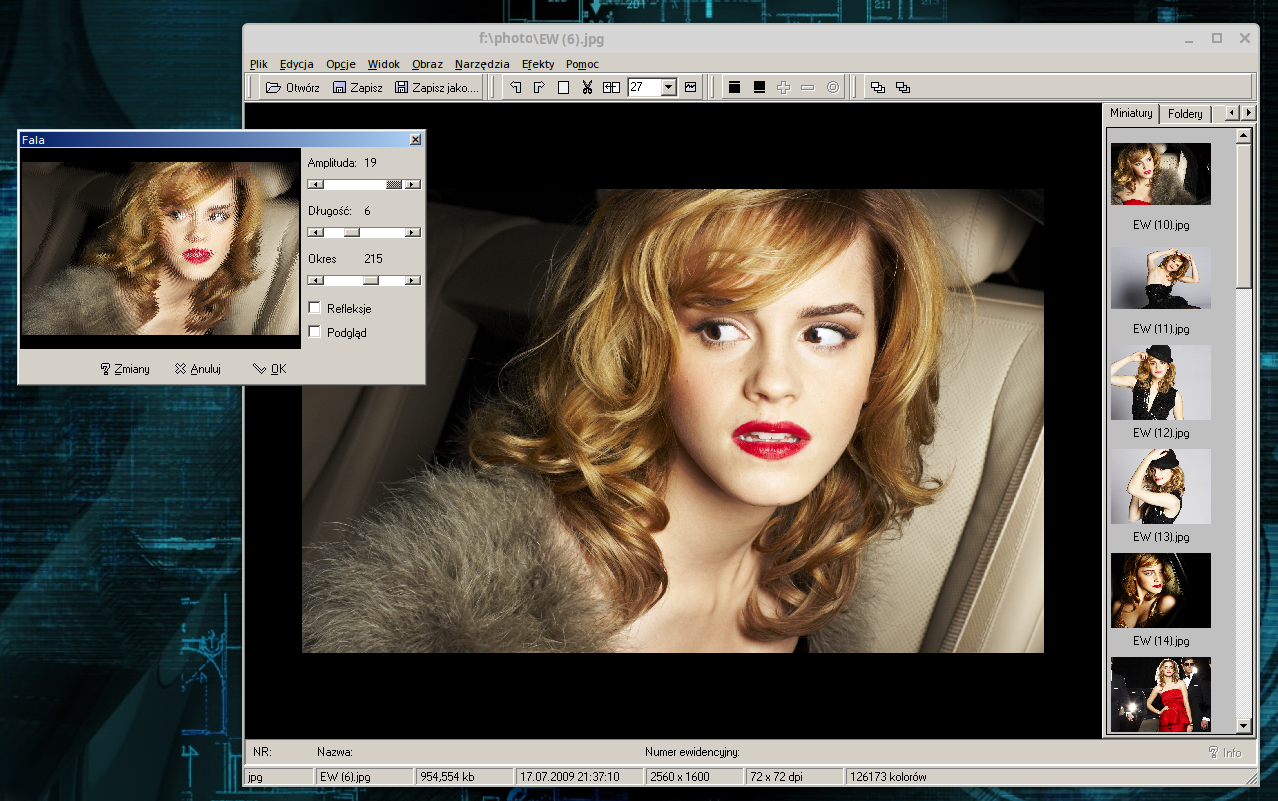 f:\photo\EW (6).jpg
Plik Edycja Opcje Widok Obraz Narzędzia Efekty Pomoc
Otwórz Zapisz Zapisz jako.... 27
Miniatury Foldery
Fala
Amplituda: 19
Długość: 6
Okres 215
Refleksje
Podgląd
Zmiany Anuluj OK
EW (10).jpg
EW (11).jpg
EW (12).jpg
EW (13).jpg
EW (14).jpg
NR: Nazwa: Numer ewidencyjny: Info
jpg EW (6).jpg 954,554 kb 17.07.2008 21:37:10 2560 x 1600 72 x 72 dpi 126173 kolorów